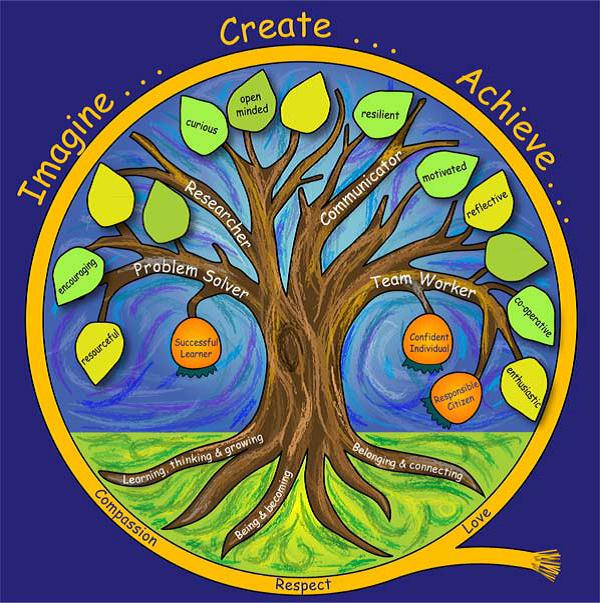 Imagine . . .
Create . . .
Achieve . . .
curious
open
minded
resilient
motivated
reflective
Researcher
Communicator
encouraging
Problem Solver
Team Worker
co-operative
resourceful
Successful
Learner
Confident
Individual
Responsible
Citizen
enthusiastic
Learning, thinking & growing
Being & becoming
Belonging & connecting
Compassion
Respect
Love